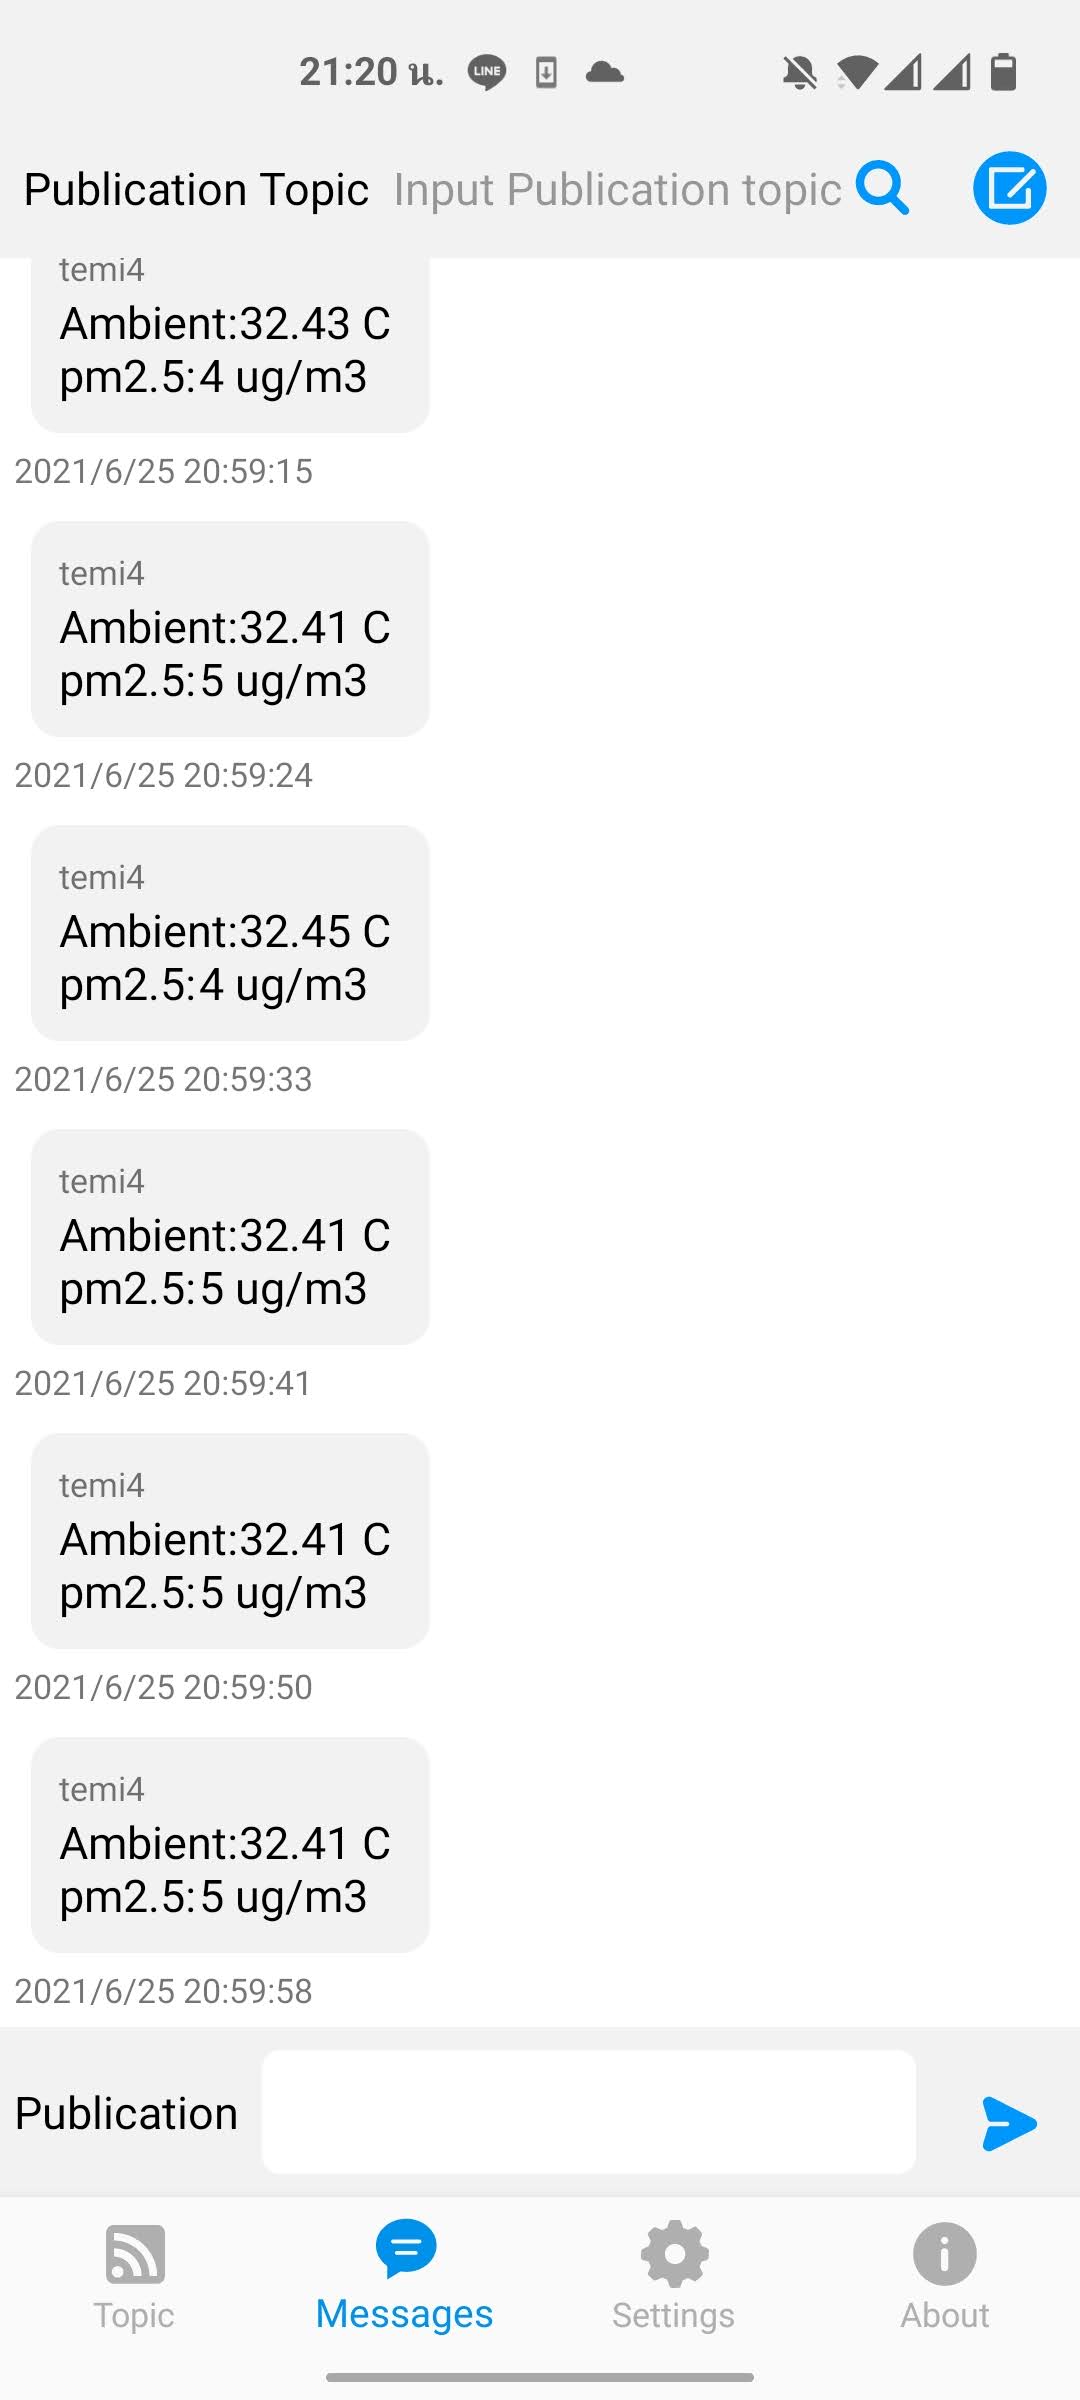 21:20 น.
LINE
Publication Topic Input Publication topic
temi4
Ambient:32.43 C
pm2.5:4 ug/m3
2021/6/25 20:59:15
temi4
Ambient:32.41 C
pm2.5:5 ug/m3
2021/6/25 20:59:24
temi4
Ambient:32.45 C
pm2.5:4 ug/m3
2021/6/25 20:59:33
temi4
Ambient:32.41 C
pm2.5:5 ug/m3
2021/6/25 20:59:41
temi4
Ambient:32.41 C
pm2.5:5 ug/m3
2021/6/25 20:59:50
temi4
Ambient:32.41 C
pm2.5:5 ug/m3
2021/6/25 20:59:58
Publication
Topic Messages Settings About